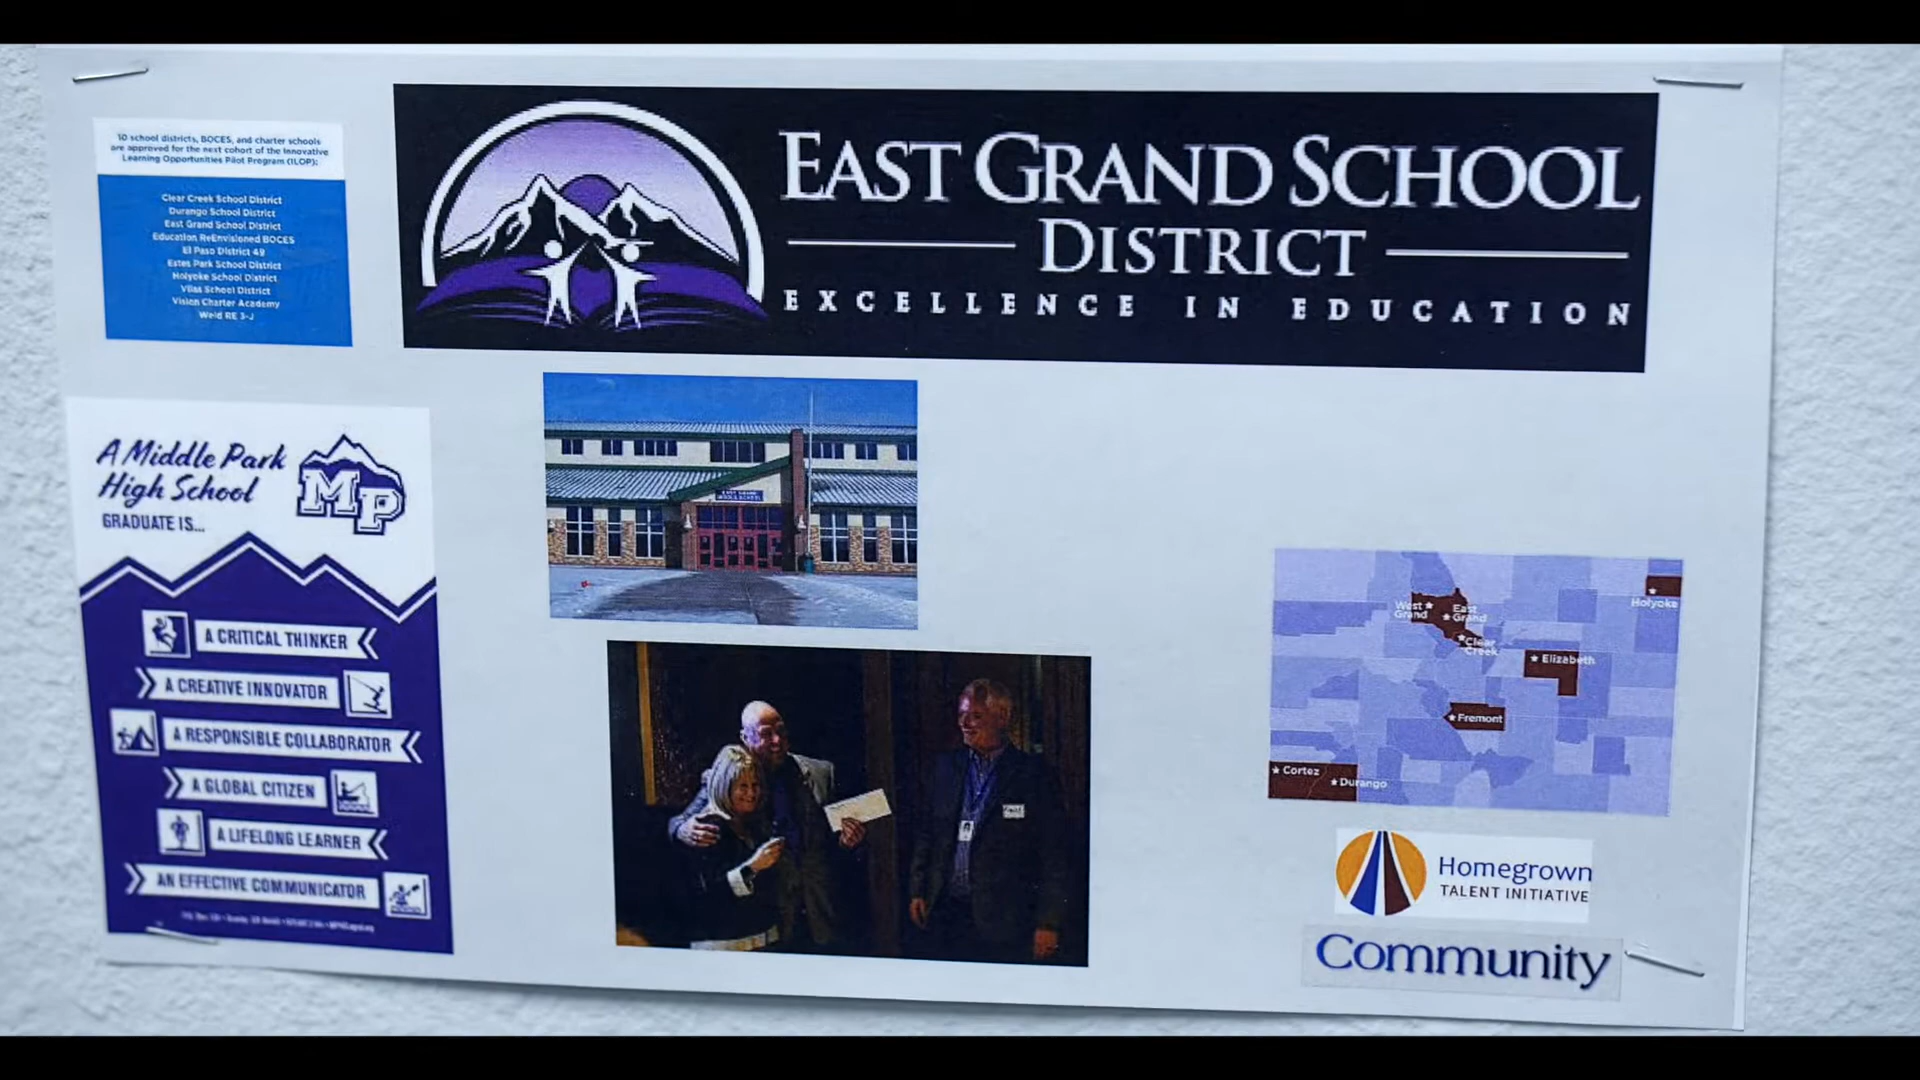 10 school districts, BOCES, and charter schools
are approved for the next cohort of the Innovative
Learning Opportunities Pilot Program (ILOP):
Clear Creek School District
Durango School District
East Grand School District
Education ReEnvisioned BOCES
El Paso District 49
Estes Park School District
Holyoke School District
Vilas School District
Vision Charter Academy
Weld RE 3-J
EAST GRAND SCHOOL
DISTRICT
EXCELLENCE IN EDUCATION
A Middle Park
High School
GRADUATE IS...
MP
A CRITICAL THINKER
A CREATIVE INNOVATOR
A RESPONSIBLE COLLABORATOR
A GLOBAL CITIZEN
A LIFELONG LEARNER
AN EFFECTIVE COMMUNICATOR
EAST GRAND
MIDDLE SCHOOL
West
Grand
East
Grand
Clear
Creek
Holyoke
Elizabeth
Fremont
Cortez
Durango
Homegrown
TALENT INITIATIVE
Community